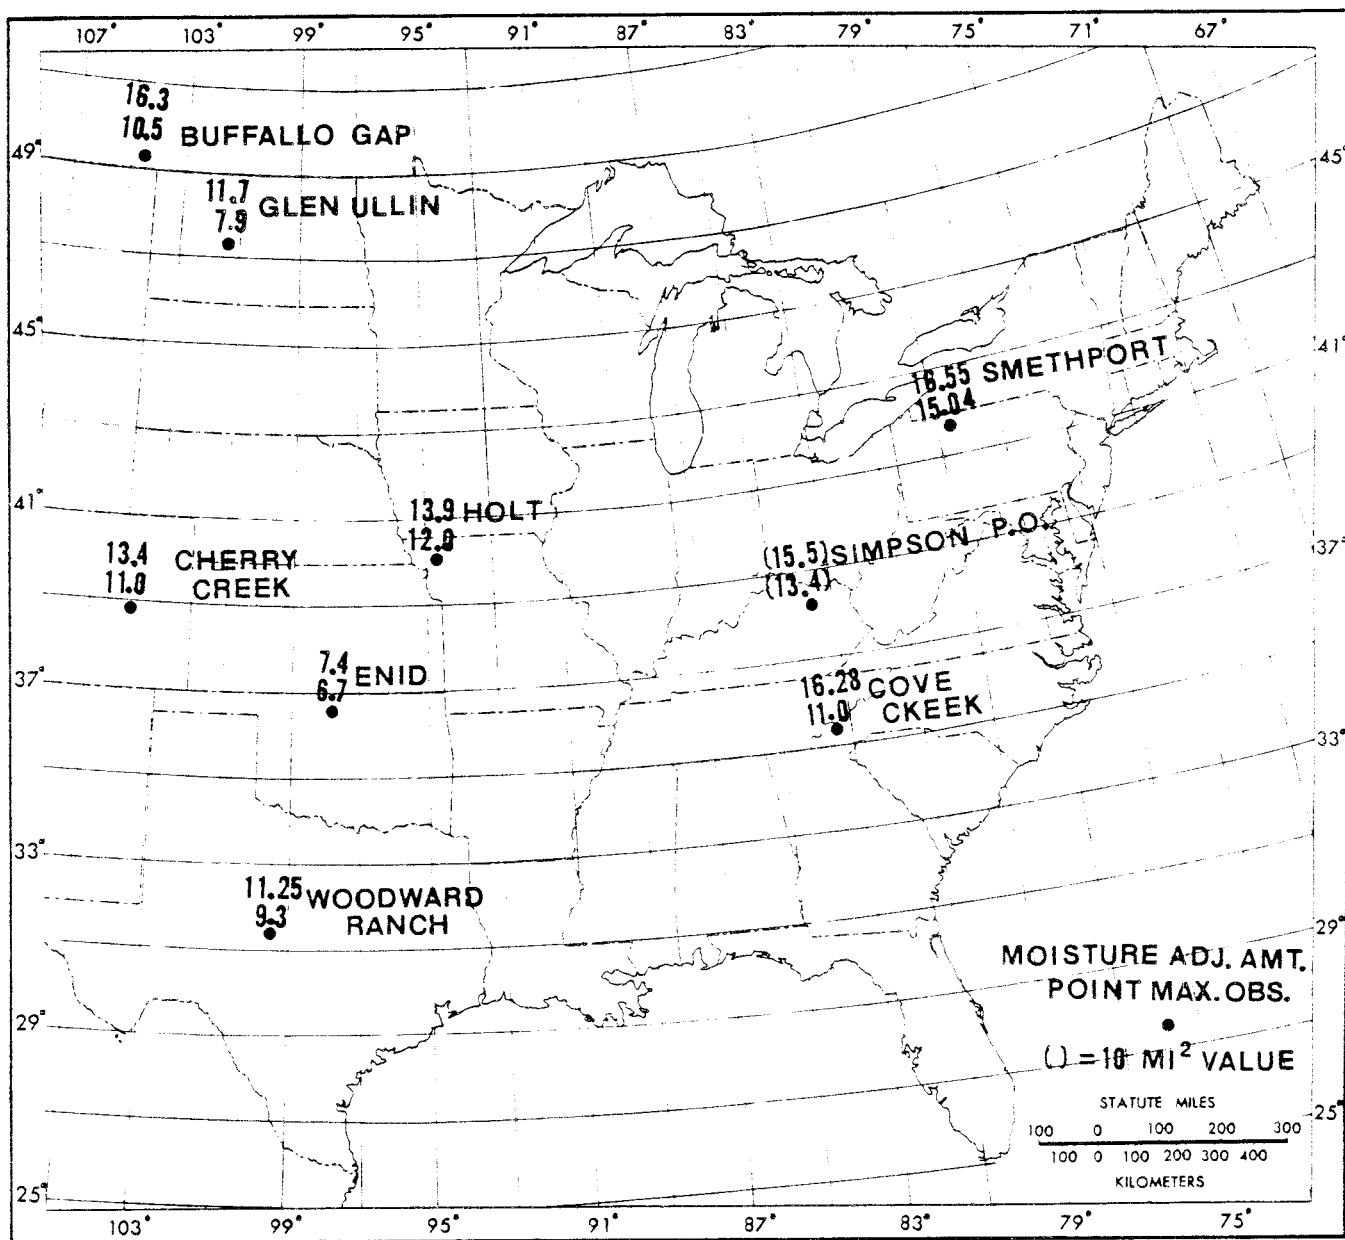 107° 103° 99° 95° 91° 87° 83° 79° 75° 71° 67°
16.3
10.5 BUFFALLO GAP
49°
45°
11.7
7.9 GLEN ULLIN
45°
41°
16.55 SMETHPORT
15.04
41°
13.9 HOLT
12.0
37°
(15.5) SIMPSON P.O.
(13.4)
13.4 CHERRY
11.0 CREEK
37°
7.4 ENID
6.7
16.28 COVE
11.0 CKEEK
33°
33°
11.25 WOODWARD
9.3 RANCH
29°
MOISTURE ADJ. AMT.
POINT MAX. OBS.
29°
() = 10 MI² VALUE
STATUTE MILES
100 0 100 200 300
25°
100 0 100 200 300 400
KILOMETERS
25°
103° 99° 95° 91° 87° 83° 79° 75°